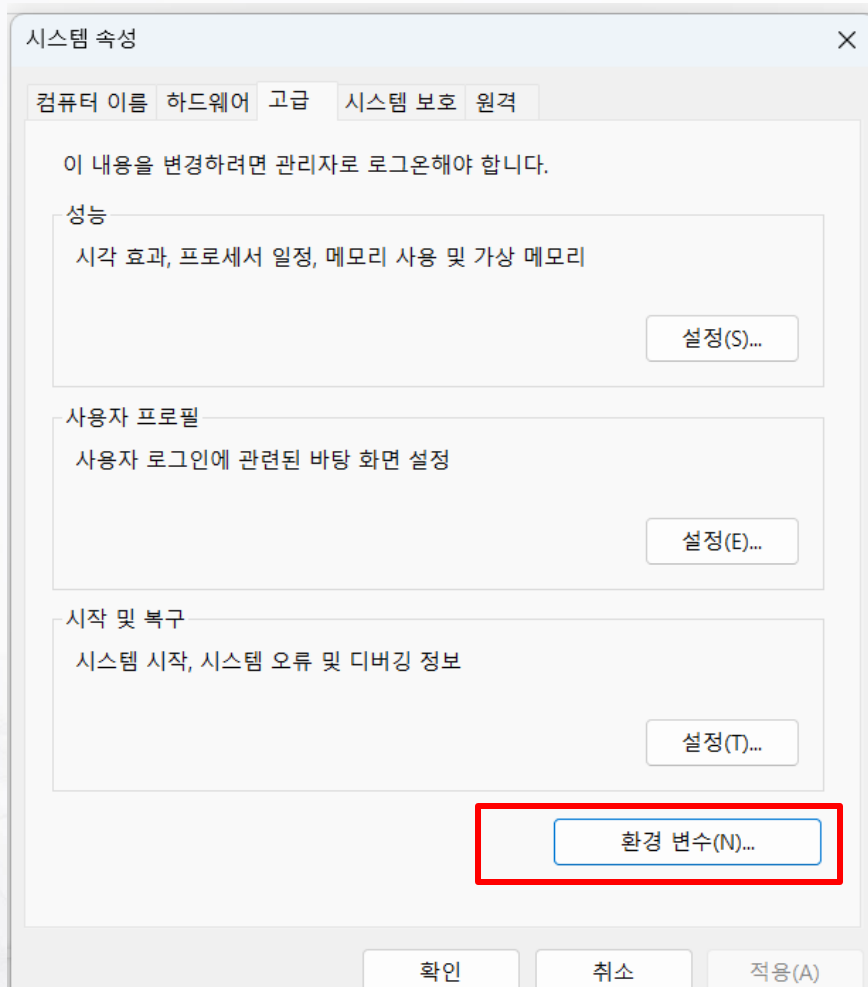 시스템 속성
컴퓨터 이름 하드웨어 고급 시스템 보호 원격
이 내용을 변경하려면 관리자로 로그온해야 합니다.
성능
시각 효과, 프로세서 일정, 메모리 사용 및 가상 메모리
설정(S)...
사용자 프로필
사용자 로그인에 관련된 바탕 화면 설정
설정(E)...
시작 및 복구
시스템 시작, 시스템 오류 및 디버깅 정보
설정(T)...
환경 변수(N)...
확인 취소 적용(A)